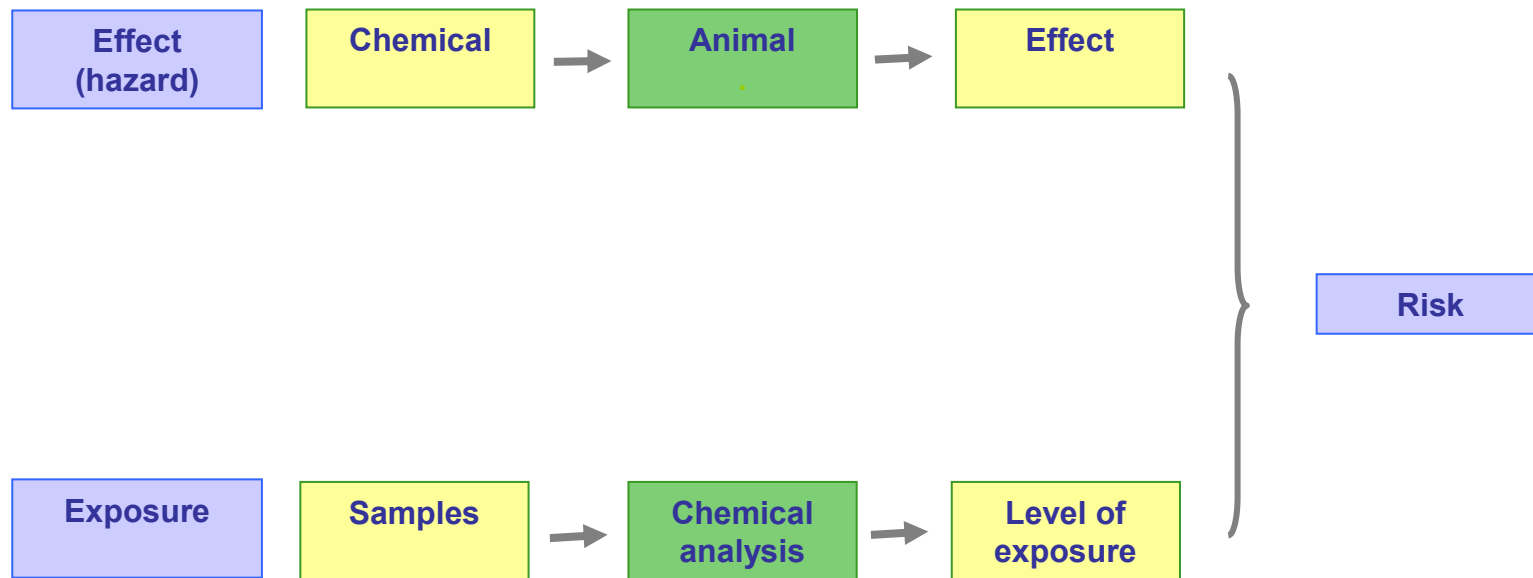 Effect
(hazard)
Chemical
Animal
.
Effect
Risk
Exposure
Samples
Chemical
analysis
Level of
exposure